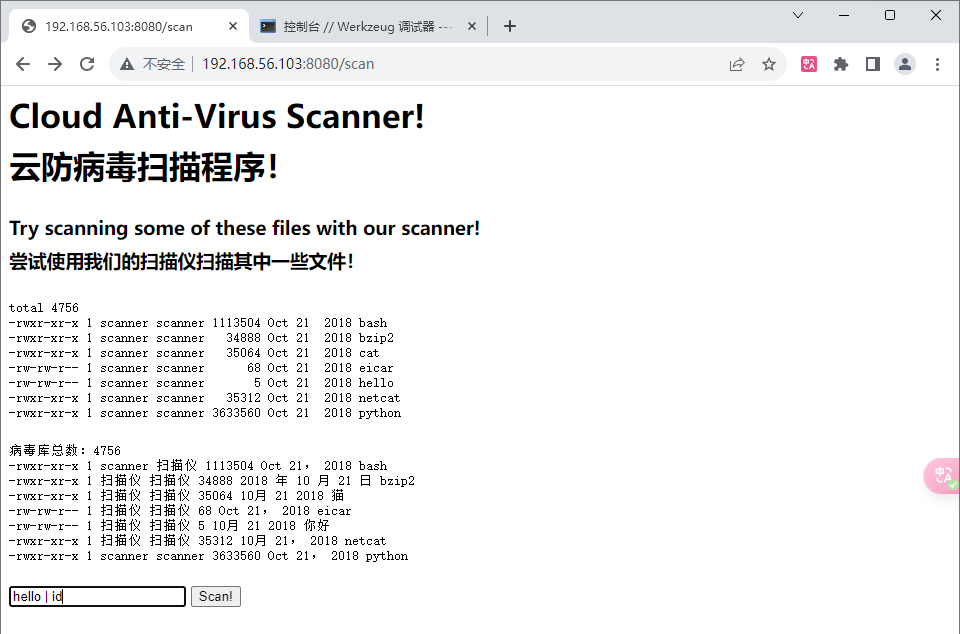 192.168.56.103:8080/scan
控制台 // Werkzeug 调试器 ---
不安全 192.168.56.103:8080/scan
Cloud Anti-Virus Scanner!
云防病毒扫描程序！
Try scanning some of these files with our scanner!
尝试使用我们的扫描仪扫描其中一些文件！
total 4756
-rwxr-xr-x 1 scanner scanner 1113504 Oct 21  2018 bash
-rwxr-xr-x 1 scanner scanner   34888 Oct 21  2018 bzip2
-rwxr-xr-x 1 scanner scanner   35064 Oct 21  2018 cat
-rw-rw-r-- 1 scanner scanner      68 Oct 21  2018 eicar
-rw-rw-r-- 1 scanner scanner       5 Oct 21  2018 hello
-rwxr-xr-x 1 scanner scanner   35312 Oct 21  2018 netcat
-rwxr-xr-x 1 scanner scanner 3633560 Oct 21  2018 python
病毒库总数：4756
-rwxr-xr-x 1 scanner 扫描仪 1113504 Oct 21， 2018 bash
-rwxr-xr-x 1 扫描仪 扫描仪 34888 2018 年 10 月 21 日 bzip2
-rwxr-xr-x 1 扫描仪 扫描仪 35064 10月 21 2018 猫
-rw-rw-r-- 1 扫描仪 扫描仪 68 Oct 21， 2018 eicar
-rw-rw-r-- 1 扫描仪 扫描仪 5 10月 21 2018 你好
-rwxr-xr-x 1 扫描仪 扫描仪 35312 10月 21， 2018 netcat
-rwxr-xr-x 1 scanner scanner 3633560 Oct 21， 2018 python
hello | id Scan!